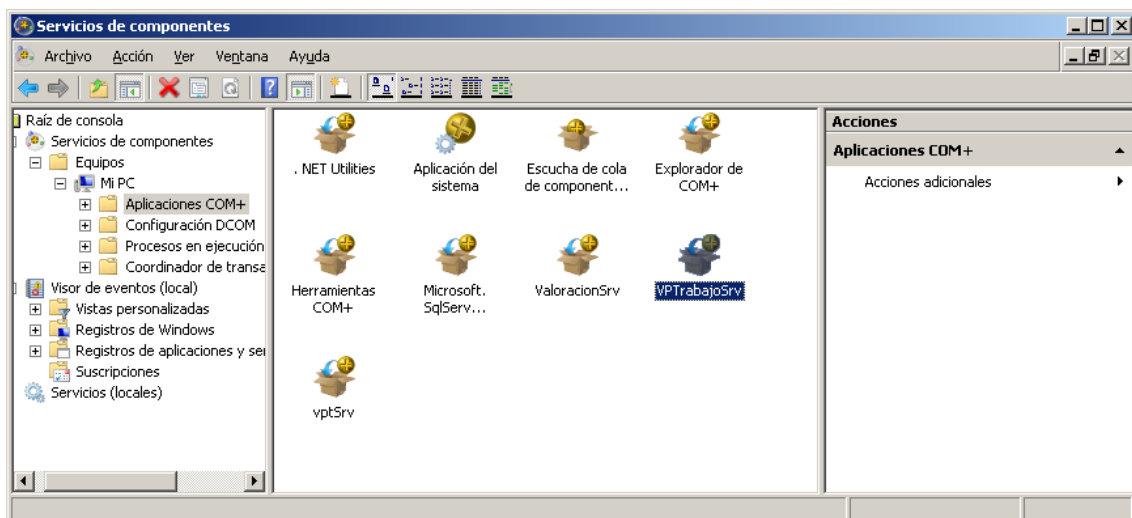 Servicios de componentes
Archivo Acción Ver Ventana Ayuda
Raíz de consola
Servicios de componentes
Equipos
Mi PC
Aplicaciones COM+
Configuración DCOM
Procesos en ejecución
Coordinador de transa
Visor de eventos (local)
Vistas personalizadas
Registros de Windows
Registros de aplicaciones y ser
Suscripciones
Servicios (locales)
.NET Utilities
Aplicación del
sistema
Escucha de cola
de component...
Explorador de
COM+
Herramientas
COM+
Microsoft.
SqlServ...
ValoracionSrv
VPTrabajoSrv
vptSrv
Acciones
Aplicaciones COM+
Acciones adicionales